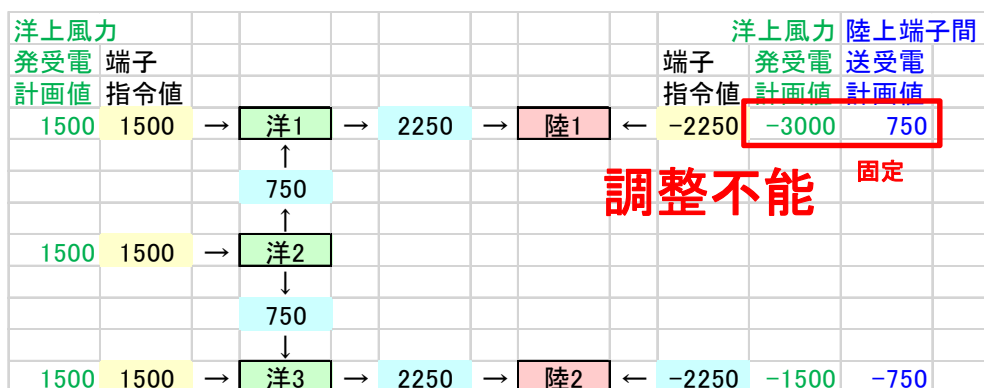 洋上風力 洋上風力 陸上端子間
発受電 端子 端子 発受電 送受電
計画値 指令値 指令値 計画値 計画値
1500 1500 → 洋1 → 2250 → 陸1 ← -2250 -3000 750
↑
750
調整不能 固定
↑
1500 1500 → 洋2
↓
750
↓
1500 1500 → 洋3 → 2250 → 陸2 ← -2250 -1500 -750